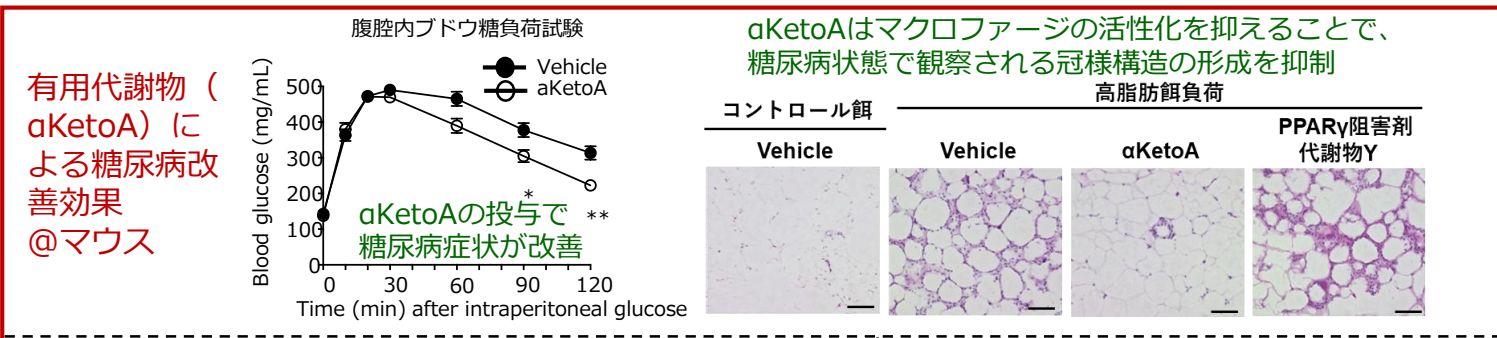 有用代謝物（
αKetoA）に
よる糖尿病改
善効果
@マウス
腹腔内ブドウ糖負荷試験
Blood glucose (mg/mL)
500
400
300
200
100
0
Vehicle
aKetoA
*
**
αKetoAの投与で
糖尿病症状が改善
0 30 60 90 120
Time (min) after intraperitoneal glucose
αKetoAはマクロファージの活性化を抑えることで、
糖尿病状態で観察される冠様構造の形成を抑制
コントロール餌
高脂肪餌負荷
Vehicle
Vehicle
αKetoA
PPARγ阻害剤
代謝物Y